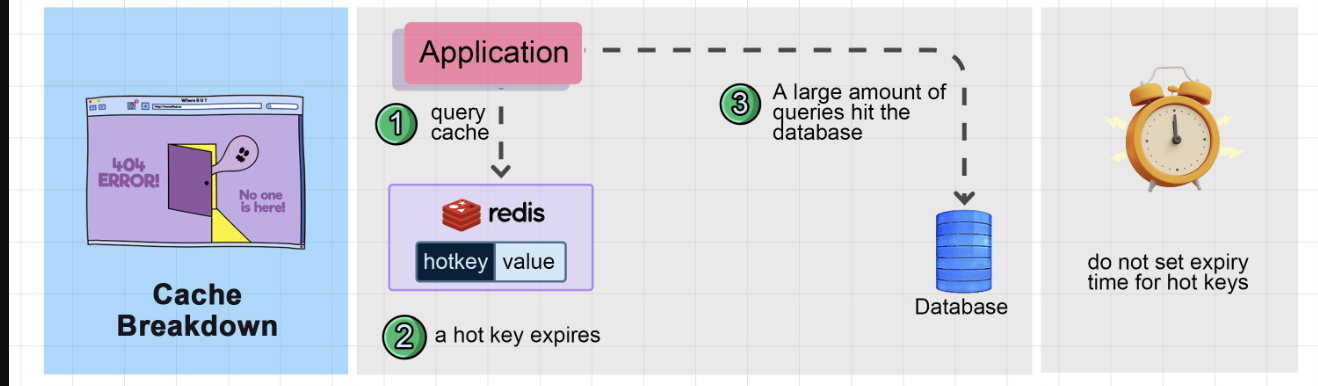 Where R U ?
404
ERROR!
No one
is here!
Cache
Breakdown
Application
1
query
cache
redis
hotkey
value
2
a hot key expires
3
A large amount of
queries hit the
database
Database
do not set expiry
time for hot keys